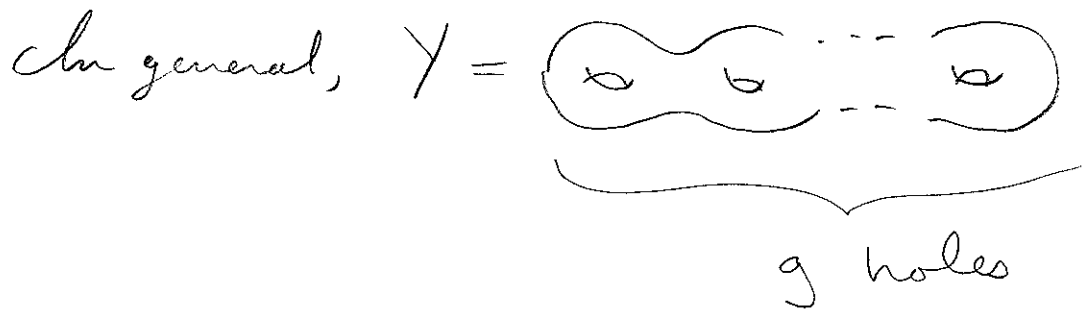 In general, Y =
g holes